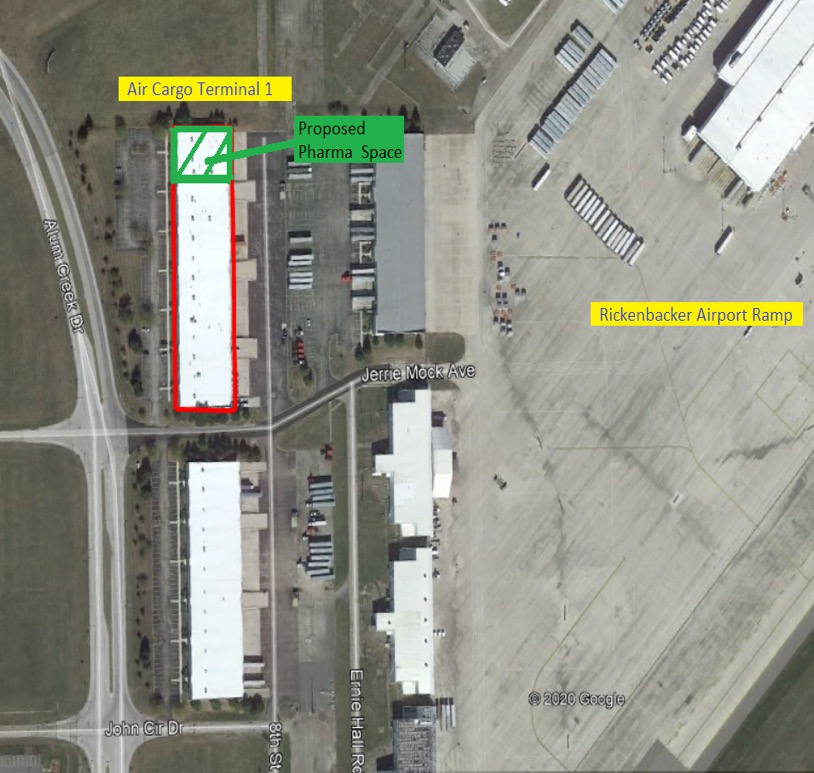 Air Cargo Terminal 1
Proposed
Pharma Space
Alum Creek Dr
Rickenbacker Airport Ramp
Jerrie Mock Ave
Ernie Hall Rd
© 2020 Google
John Cir Dr
8th St